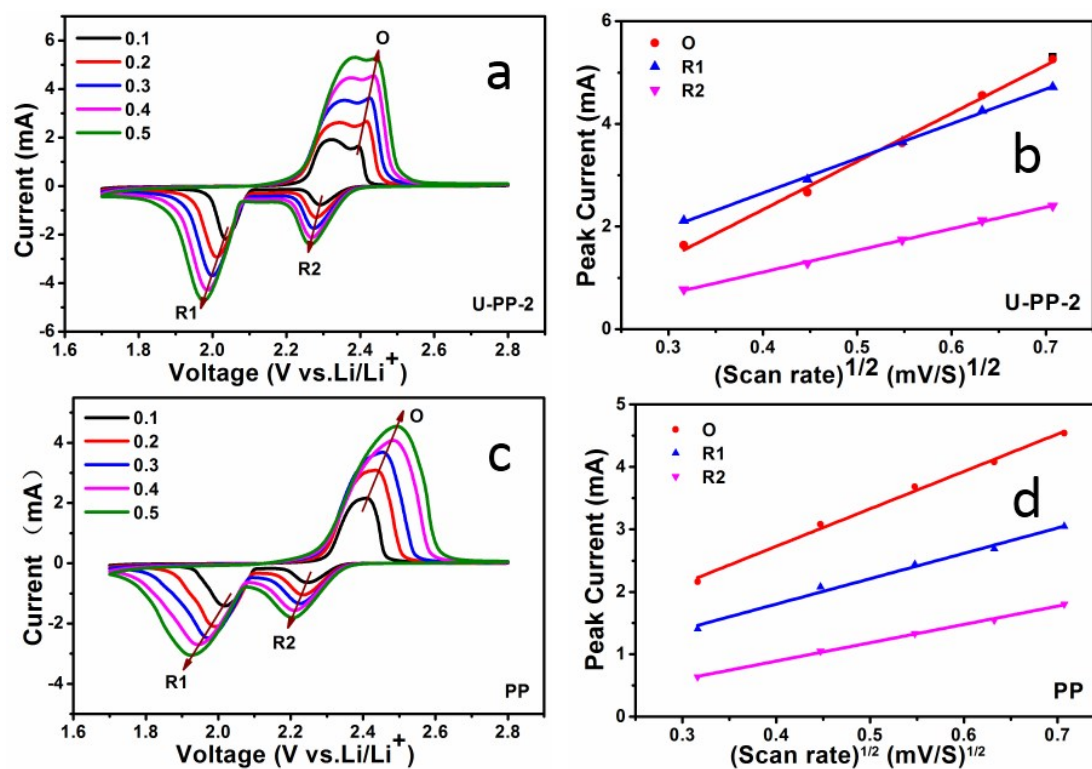 6
4
2
0
-2
-4
-6
Current (mA)
0.1
0.2
0.3
0.4
0.5
a
O
R1
R2
U-PP-2
1.6
1.8
2.0
2.2
2.4
2.6
2.8
Voltage (V vs.Li/Li⁺)
6
4
2
0
Peak Current (mA)
O
R1
R2
b
U-PP-2
0.3
0.4
0.5
0.6
0.7
(Scan rate)^1/2 (mV/S)^1/2
4
2
0
-2
-4
Current （mA）
0.1
0.2
0.3
0.4
0.5
c
O
R1
R2
PP
1.6
1.8
2.0
2.2
2.4
2.6
2.8
Voltage (V vs.Li/Li⁺)
5
4
3
2
1
0
Peak Current (mA)
O
R1
R2
d
PP
0.3
0.4
0.5
0.6
0.7
(Scan rate)^1/2 (mV/S)^1/2